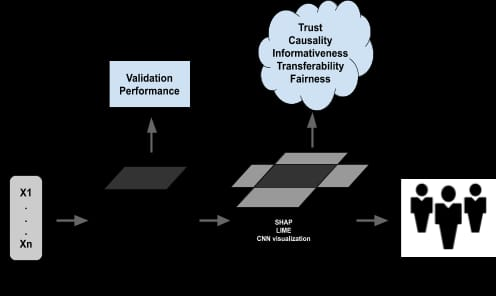 Trust
Causality
Informativeness
Transferability
Fairness
Validation
Performance
X1
.
.
.
Xn
SHAP
LIME
CNN visualization